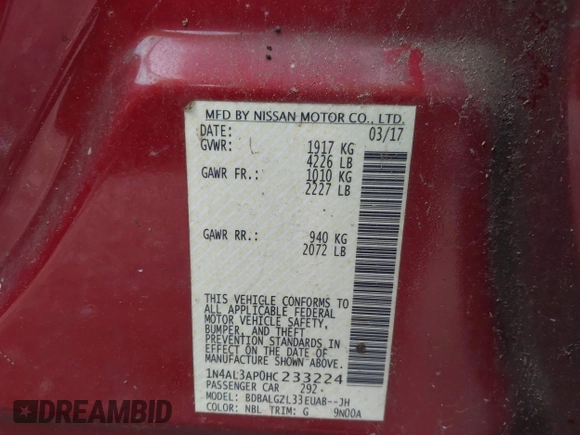 MFD BY NISSAN MOTOR CO., LTD.
DATE: 03/17
GVWR: 1917 KG
4226 LB
GAWR FR.: 1010 KG
2227 LB
GAWR RR.: 940 KG
2072 LB
THIS VEHICLE CONFORMS TO
ALL APPLICABLE FEDERAL
MOTOR VEHICLE SAFETY,
BUMPER, AND THEFT
PREVENTION STANDARDS IN
EFFECT ON THE DATE OF
MANUFACTURE SHOWN ABOVE.
1N4AL3AP0HC233224
PASSENGER CAR 292
MODEL: BDBALGZL33EUAB--JH
COLOR: NBL TRIM: G 9N00A
© BIDHISTORY